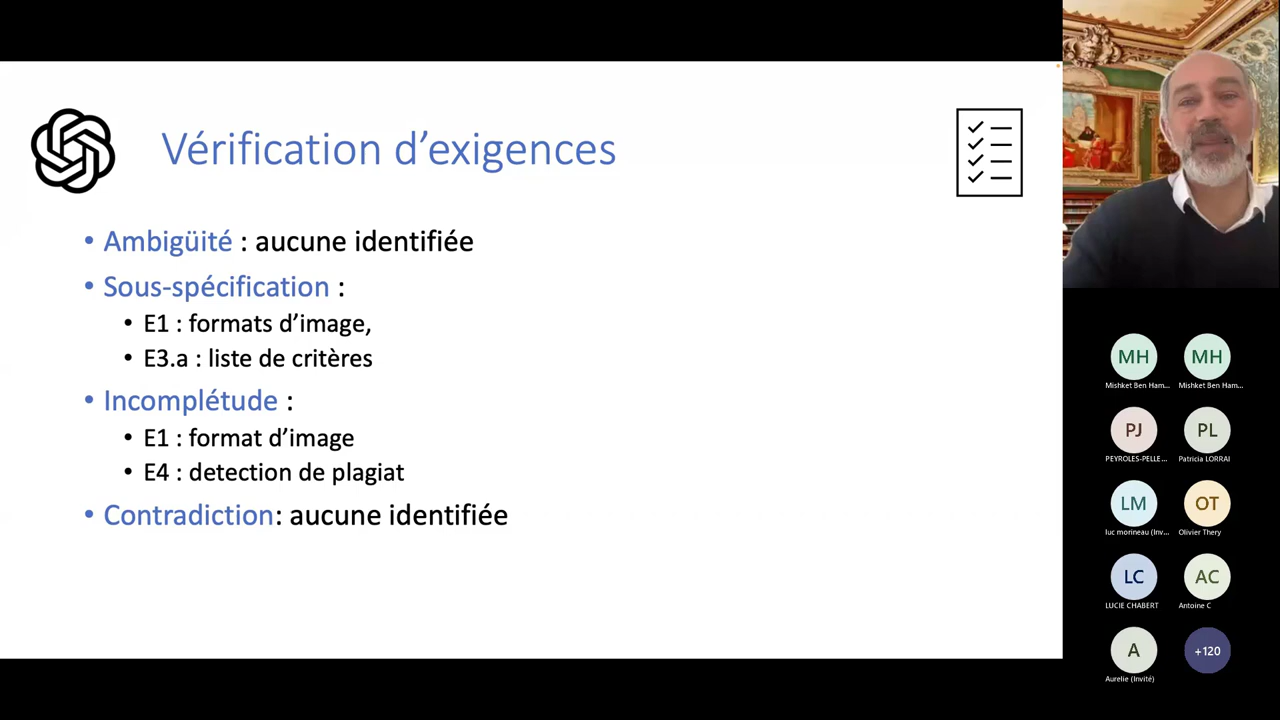 Vérification d’exigences
• Ambigüité : aucune identifiée
• Sous-spécification :
• E1 : formats d’image,
• E3.a : liste de critères
• Incomplétude :
• E1 : format d’image
• E4 : detection de plagiat
• Contradiction: aucune identifiée
MH
MH
Mishket Ben Ham...
Mishket Ben Ham...
PJ
PL
PEYROLES-PELLE...
Patricia LORRAI
LM
OT
luc morineau (Inv...
Olivier Thery
LC
AC
LUCIE CHABERT
Antoine C
A
+120
Aurelie (Invité)